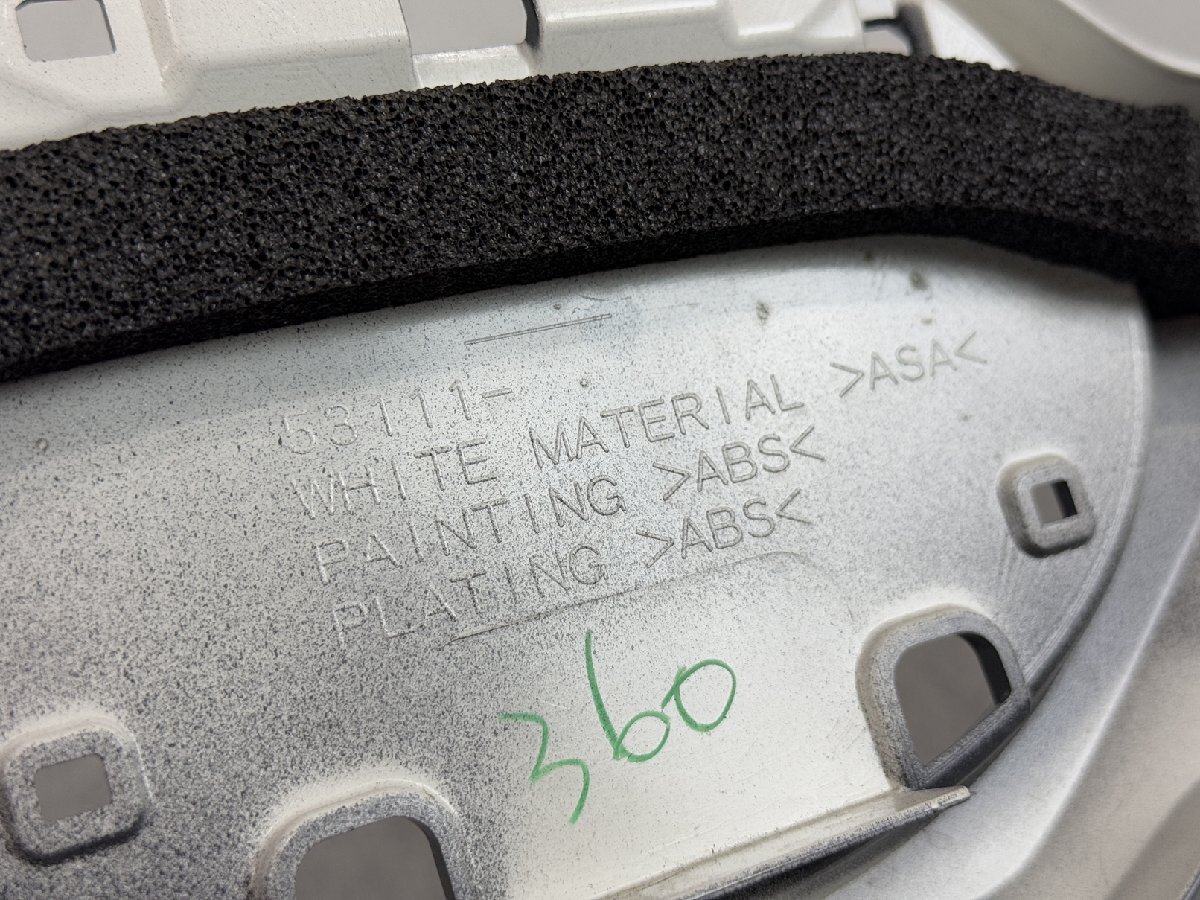 53111-
WHITE MATERIAL >ASA<
PAINTING >ABS<
PLATING >ABS<
360